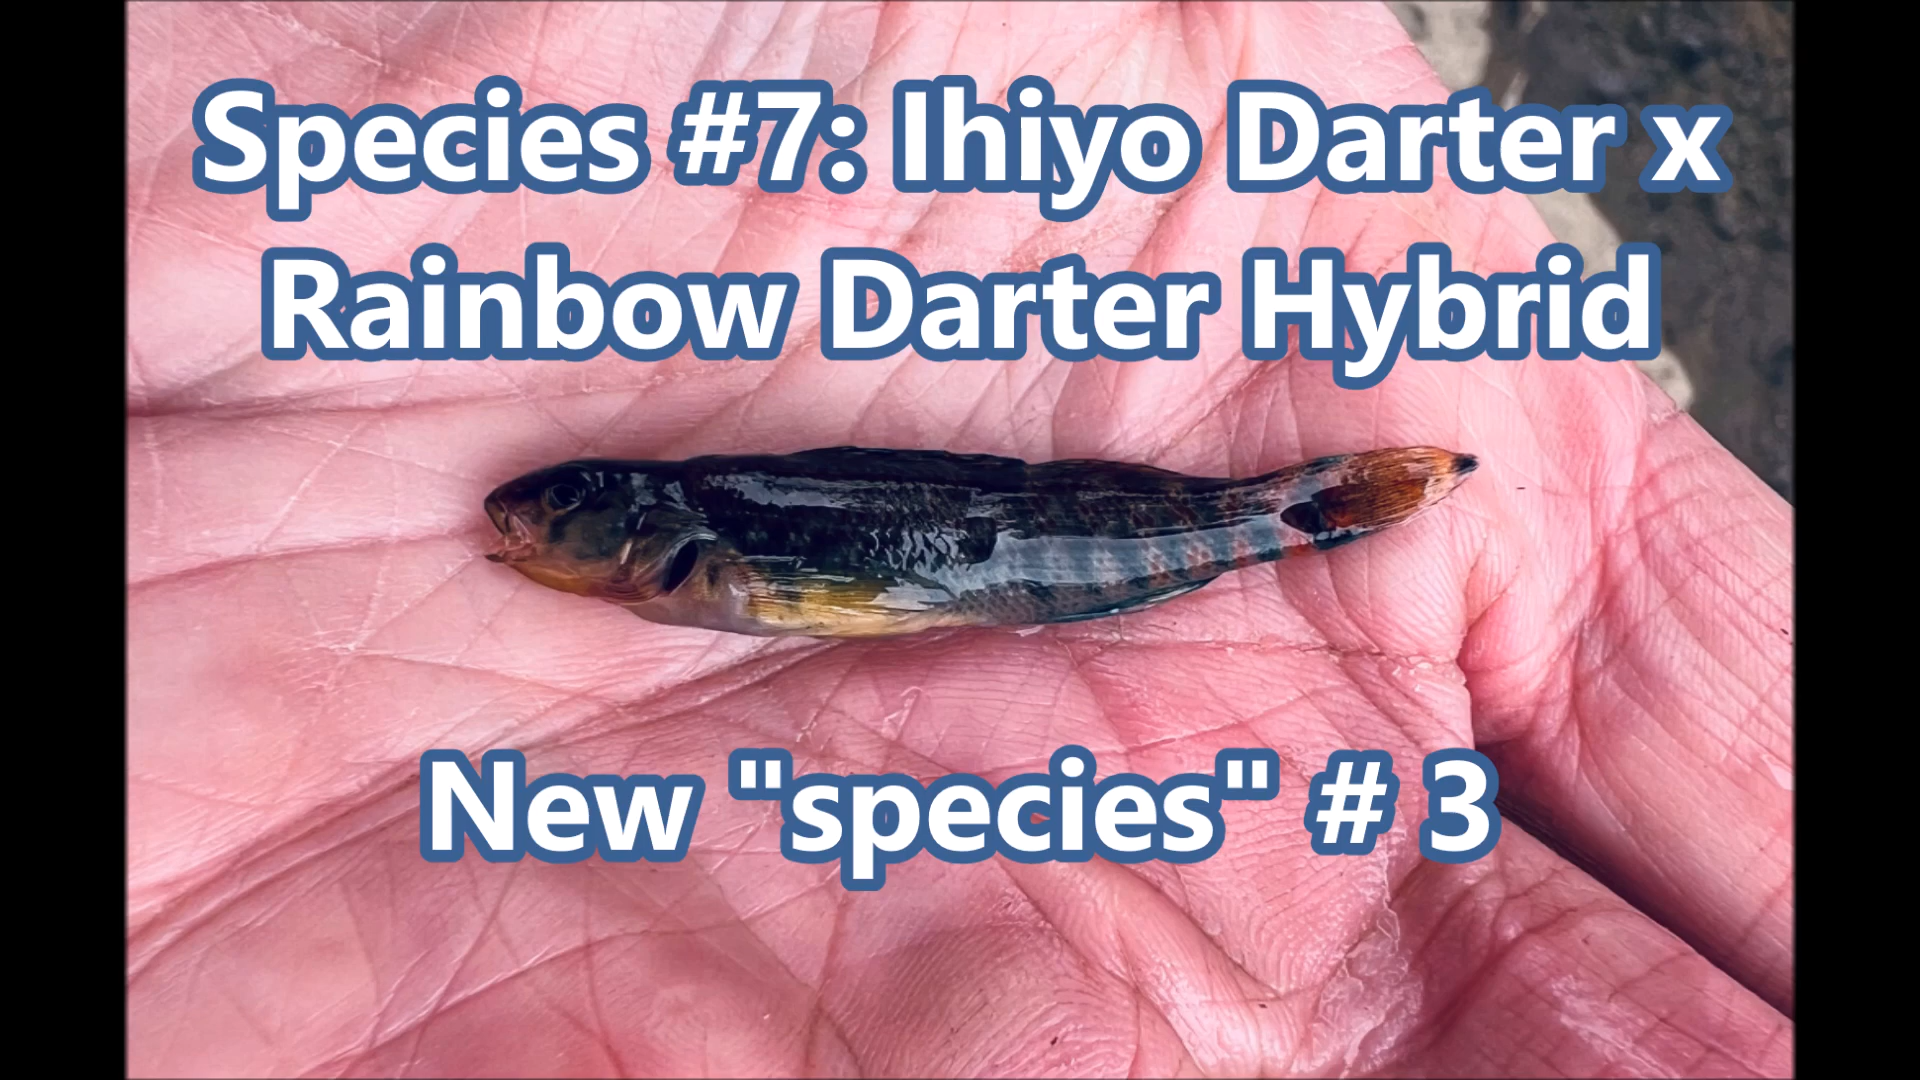 Species #7: Ihiyo Darter x
Rainbow Darter Hybrid
New "species" # 3